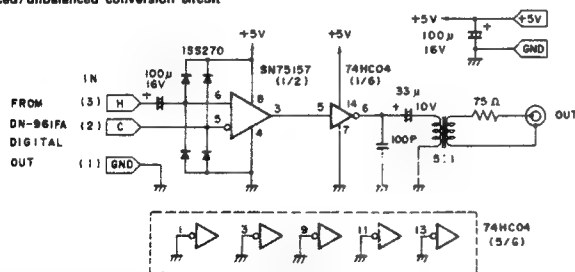 ed/unbalanced conversion circuit
+5V
+5V
100μ
16V
GND
+5V
+5V
1SS270
SN75157
(1/2)
74HC04
(1/6)
IN
100μ
16V
+
FROM (3) H
6 8 3
5 14 6
+ 33μ
10V
75Ω
OUT
DN-961FA (2) C
5 4
7
100P
5:1
DIGITAL
OUT (1) GND
1 3 9 11 13
74HC04
(5/6)